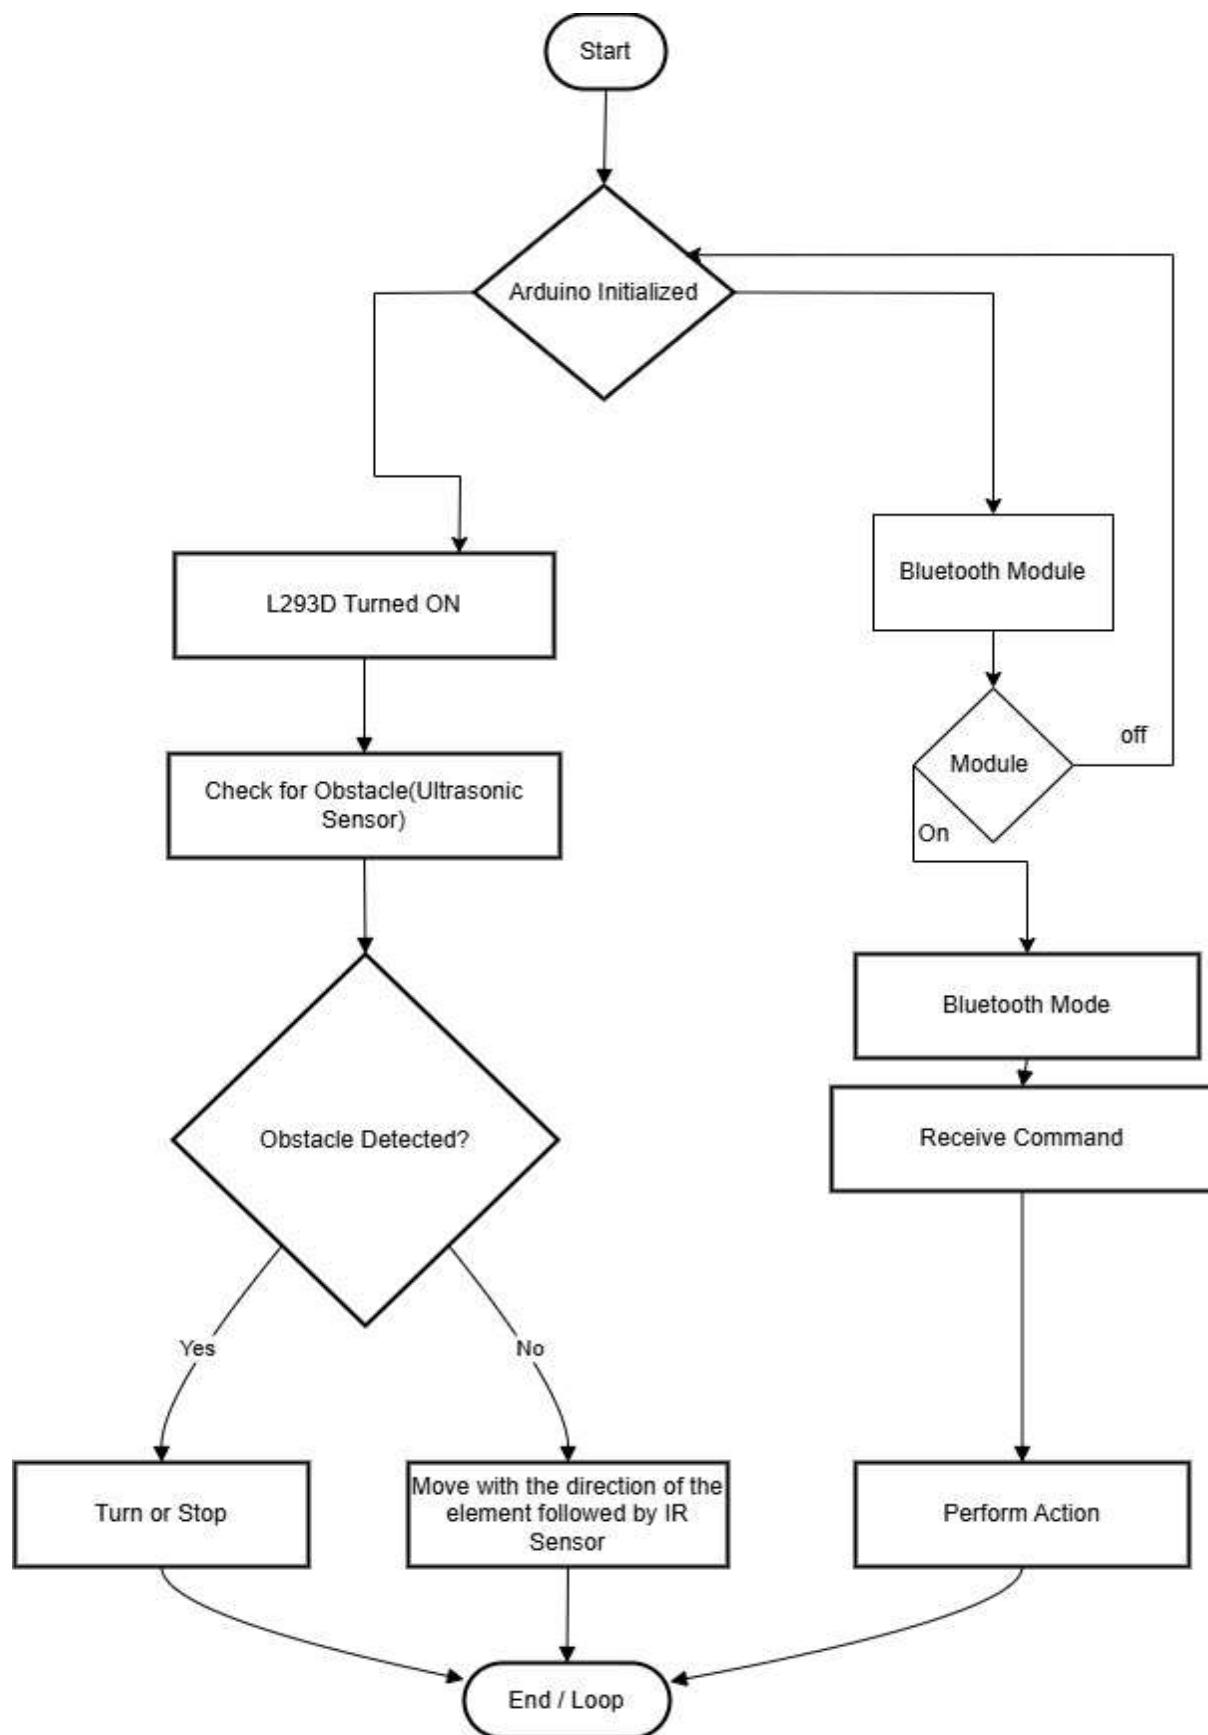 Start
Arduino Initialized
L293D Turned ON
Bluetooth Module
Check for Obstacle(Ultrasonic
Sensor)
Module
off
On
Bluetooth Mode
Obstacle Detected?
Receive Command
Yes
No
Turn or Stop
Move with the direction of the
element followed by IR
Sensor
Perform Action
End / Loop